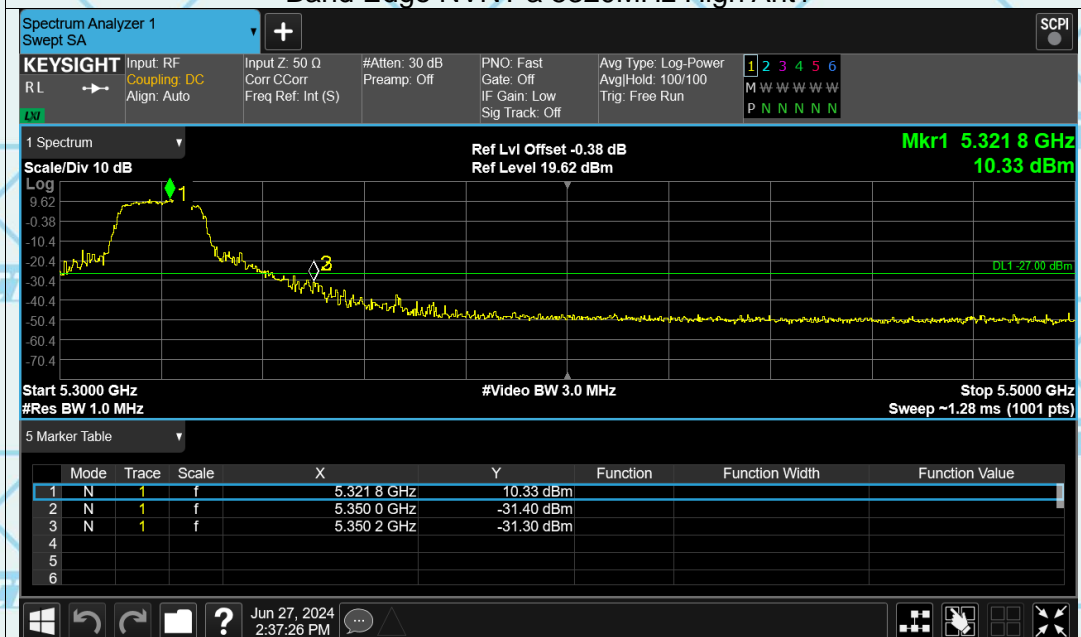 Band Edge NVNT a 5320MHz High Ant1
Spectrum Analyzer 1
Swept SA
+
SCPI
KEYSIGHT
RL
LXI
Input: RF
Coupling: DC
Align: Auto
Input Z: 50 Ω
Corr CCorr
Freq Ref: Int (S)
#Atten: 30 dB
Preamp: Off
PNO: Fast
Gate: Off
IF Gain: Low
Sig Track: Off
Avg Type: Log-Power
Avg|Hold: 100/100
Trig: Free Run
1 2 3 4 5 6
M W W W W W
P N N N N N
1 Spectrum
Scale/Div 10 dB
Ref Lvl Offset -0.38 dB
Ref Level 19.62 dBm
Mkr1 5.321 8 GHz
10.33 dBm
Log
9.62
-0.38
-10.4
-20.4
-30.4
-40.4
-50.4
-60.4
-70.4
1
DL1 -27.00 dBm
Start 5.3000 GHz
#Video BW 3.0 MHz
Stop 5.5000 GHz
#Res BW 1.0 MHz
Sweep ~1.28 ms (1001 pts)
5 Marker Table
Mode Trace Scale X Y Function Function Width Function Value
1 N 1 f 5.321 8 GHz 10.33 dBm
2 N 1 f 5.350 0 GHz -31.40 dBm
3 N 1 f 5.350 2 GHz -31.30 dBm
4
5
6
?
Jun 27, 2024
2:37:26 PM